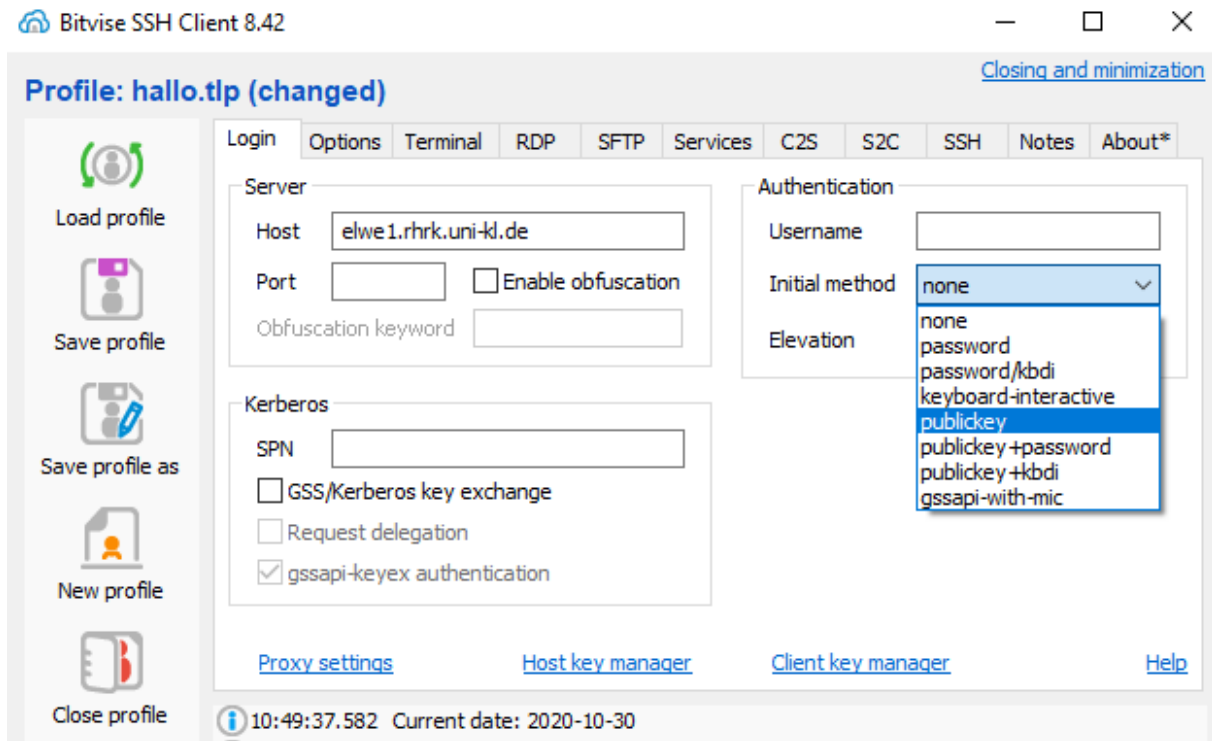 Bitvise SSH Client 8.42
Closing and minimization
Profile: hallo.tlp (changed)
Load profile
Save profile
Save profile as
New profile
Close profile
Login Options Terminal RDP SFTP Services C2S S2C SSH Notes About*
Server
Host elwe1.rhrk.uni-kl.de
Port Enable obfuscation
Obfuscation keyword
Kerberos
SPN
GSS/Kerberos key exchange
Request delegation
gssapi-keyex authentication
Authentication
Username
Initial method none
Elevation
none
password
password/kbdi
keyboard-interactive
publickey
publickey+password
publickey+kbdi
gssapi-with-mic
Proxy settings Host key manager Client key manager Help
10:49:37.582 Current date: 2020-10-30